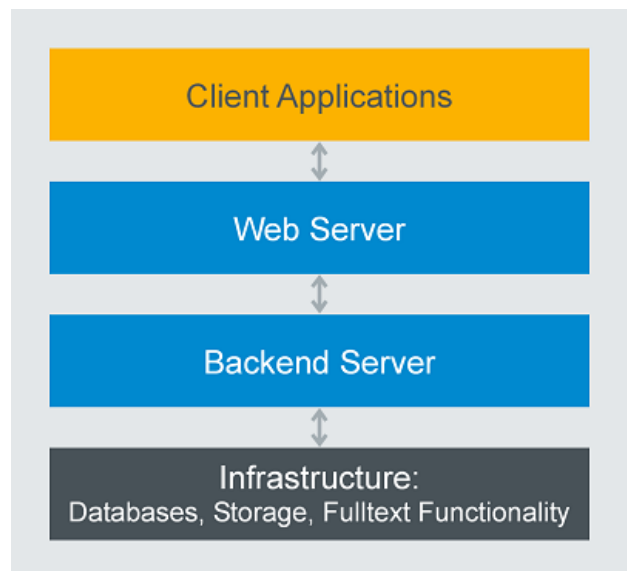 Client Applications
Web Server
Backend Server
Infrastructure:
Databases, Storage, Fulltext Functionality